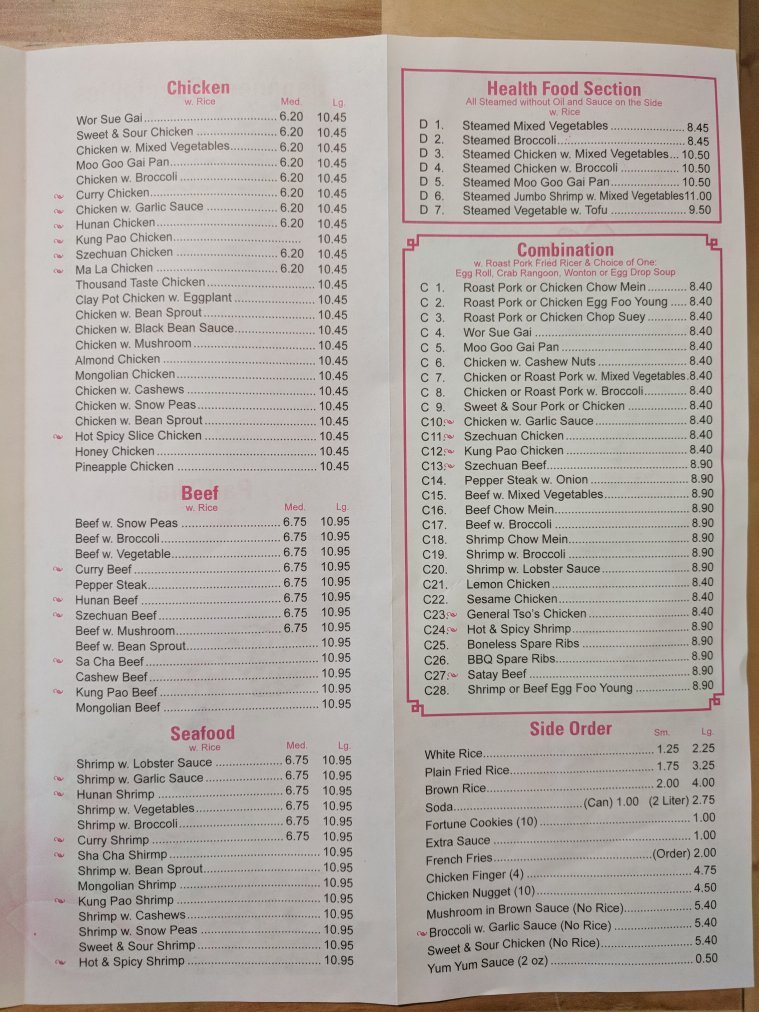 Chicken
w. Rice
Med. Lg.
Wor Sue Gai 6.20 10.45
Sweet & Sour Chicken 6.20 10.45
Chicken w. Mixed Vegetables 6.20 10.45
Moo Goo Gai Pan 6.20 10.45
Chicken w. Broccoli 6.20 10.45
Curry Chicken 6.20 10.45
Chicken w. Garlic Sauce 6.20 10.45
Hunan Chicken 6.20 10.45
Kung Pao Chicken 10.45
Szechuan Chicken 6.20 10.45
Ma La Chicken 6.20 10.45
Thousand Taste Chicken 10.45
Clay Pot Chicken w. Eggplant 10.45
Chicken w. Bean Sprout 10.45
Chicken w. Black Bean Sauce 10.45
Chicken w. Mushroom 10.45
Almond Chicken 10.45
Mongolian Chicken 10.45
Chicken w. Cashews 10.45
Chicken w. Snow Peas 10.45
Chicken w. Bean Sprout 10.45
Hot Spicy Slice Chicken 10.45
Honey Chicken 10.45
Pineapple Chicken 10.45
Beef
w. Rice
Med. Lg.
Beef w. Snow Peas 6.75 10.95
Beef w. Broccoli 6.75 10.95
Beef w. Vegetable 6.75 10.95
Curry Beef 6.75 10.95
Pepper Steak 6.75 10.95
Hunan Beef 6.75 10.95
Szechuan Beef 6.75 10.95
Beef w. Mushroom 6.75 10.95
Beef w. Bean Sprout 10.95
Sa Cha Beef 10.95
Cashew Beef 10.95
Kung Pao Beef 10.95
Mongolian Beef 10.95
Seafood
w. Rice
Med. Lg.
Shrimp w. Lobster Sauce 6.75 10.95
Shrimp w. Garlic Sauce 6.75 10.95
Hunan Shrimp 6.75 10.95
Shrimp w. Vegetables 6.75 10.95
Shrimp w. Broccoli 6.75 10.95
Curry Shrimp 6.75 10.95
Sha Cha Shirmp 10.95
Shrimp w. Bean Sprout 10.95
Mongolian Shrimp 10.95
Kung Pao Shrimp 10.95
Shrimp w. Cashews 10.95
Shrimp w. Snow Peas 10.95
Sweet & Sour Shrimp 10.95
Hot & Spicy Shrimp 10.95
Health Food Section
All Steamed without Oil and Sauce on the Side
w. Rice
D 1. Steamed Mixed Vegetables 8.45
D 2. Steamed Broccoli 8.45
D 3. Steamed Chicken w. Mixed Vegetables 10.50
D 4. Steamed Chicken w. Broccoli 10.50
D 5. Steamed Moo Goo Gai Pan 10.50
D 6. Steamed Jumbo Shrimp w. Mixed Vegetables 11.00
D 7. Steamed Vegetable w. Tofu 9.50
Combination
w. Roast Pork Fried Ricer & Choice of One:
Egg Roll, Crab Rangoon, Wonton or Egg Drop Soup
C 1. Roast Pork or Chicken Chow Mein 8.40
C 2. Roast Pork or Chicken Egg Foo Young 8.40
C 3. Roast Pork or Chicken Chop Suey 8.40
C 4. Wor Sue Gai 8.40
C 5. Moo Goo Gai Pan 8.40
C 6. Chicken w. Cashew Nuts 8.40
C 7. Chicken or Roast Pork w. Mixed Vegetables 8.40
C 8. Chicken or Roast Pork w. Broccoli 8.40
C 9. Sweet & Sour Pork or Chicken 8.40
C10. Chicken w. Garlic Sauce 8.40
C11. Szechuan Chicken 8.40
C12. Kung Pao Chicken 8.40
C13. Szechuan Beef 8.90
C14. Pepper Steak w. Onion 8.90
C15. Beef w. Mixed Vegetables 8.90
C16. Beef Chow Mein 8.90
C17. Beef w. Broccoli 8.90
C18. Shrimp Chow Mein 8.90
C19. Shrimp w. Broccoli 8.90
C20. Shrimp w. Lobster Sauce 8.90
C21. Lemon Chicken 8.40
C22. Sesame Chicken 8.40
C23. General Tso's Chicken 8.40
C24. Hot & Spicy Shrimp 8.90
C25. Boneless Spare Ribs 8.90
C26. BBQ Spare Ribs 8.90
C27. Satay Beef 8.90
C28. Shrimp or Beef Egg Foo Young 8.90
Side Order
Sm. Lg.
White Rice 1.25 2.25
Plain Fried Rice 1.75 3.25
Brown Rice 2.00 4.00
Soda (Can) 1.00 (2 Liter) 2.75
Fortune Cookies (10) 1.00
Extra Sauce 1.00
French Fries (Order) 2.00
Chicken Finger (4) 4.75
Chicken Nugget (10) 4.50
Mushroom in Brown Sauce (No Rice) 5.40
Broccoli w. Garlic Sauce (No Rice) 5.40
Sweet & Sour Chicken (No Rice) 5.40
Yum Yum Sauce (2 oz) 0.50